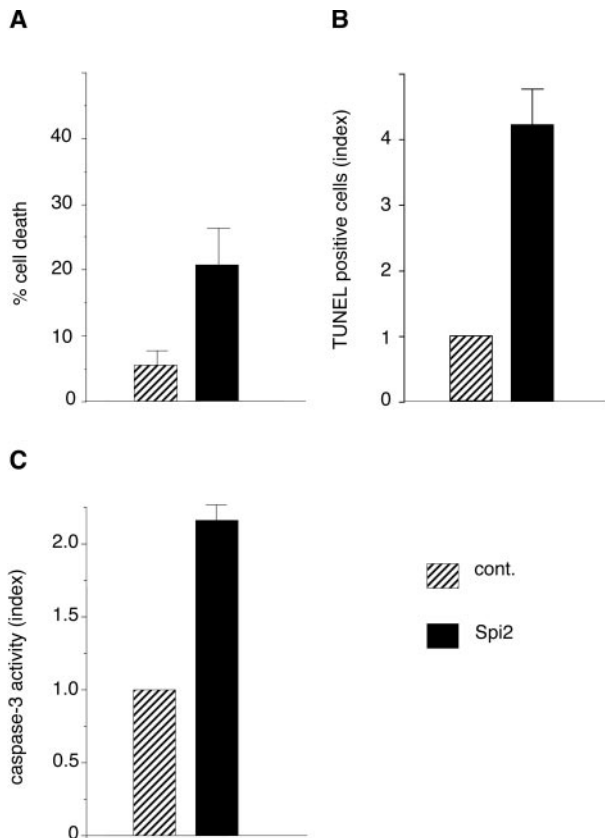 A
% cell death
40
30
20
10
0
B
TUNEL positive cells (index)
4
3
2
1
0
C
caspase-3 activity (index)
2.0
1.5
1.0
0.5
0
cont.
Spi2